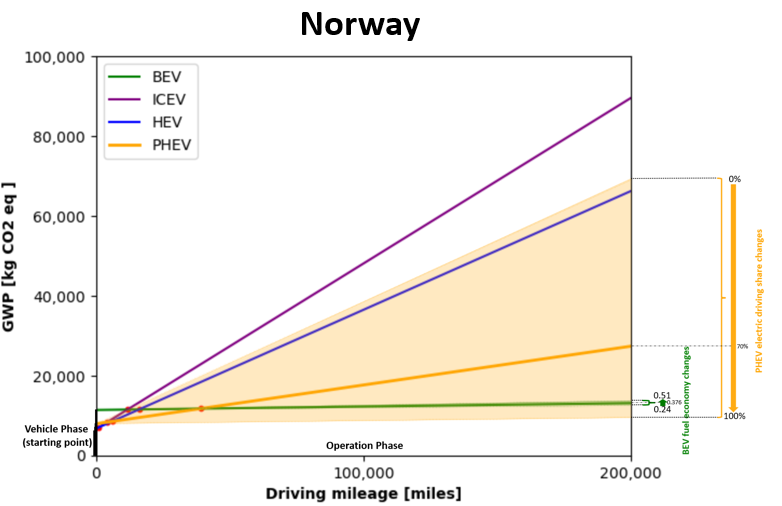 Norway
100,000
80,000
60,000
40,000
20,000
0
GWP [kg CO2 eq ]
BEV
ICEV
HEV
PHEV
Vehicle Phase
(starting point)
Operation Phase
0
100,000
200,000
Driving mileage [miles]
0%
70%
100%
0.51
0.376
0.24
BEV fuel economy changes
PHEV electric driving share changes